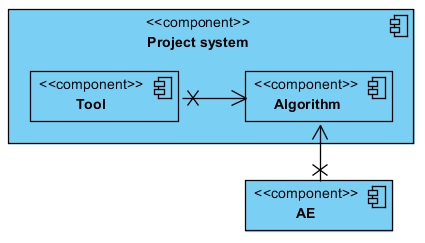 <<component>>
Project system
<<component>>
Tool
<<component>>
Algorithm
<<component>>
AE